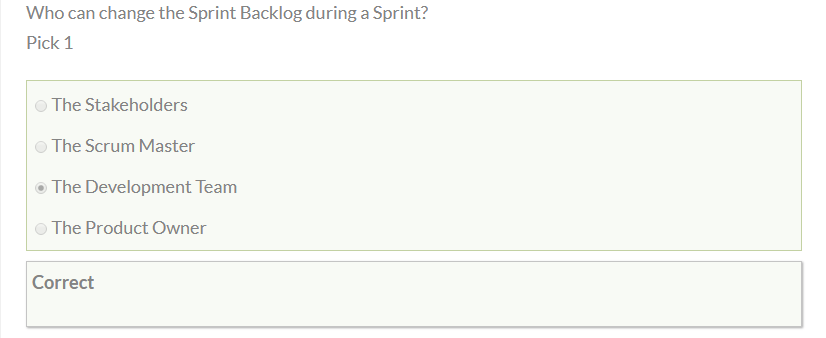 Who can change the Sprint Backlog during a Sprint?
Pick 1
The Stakeholders
The Scrum Master
The Development Team
The Product Owner
Correct